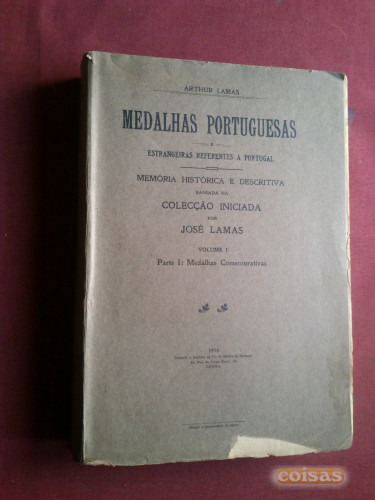 ARTHUR LAMAS
MEDALHAS PORTUGUESAS
E
ESTRANGEIRAS REFERENTES A PORTUGAL
MEMÓRIA HISTÓRICA E DESCRITIVA
BASEADA NA
COLECÇÃO INICIADA
POR
JOSÉ LAMAS
VOLUME I
Parte I: Medalhas Comemorativas
1916
LISBOA
coisas